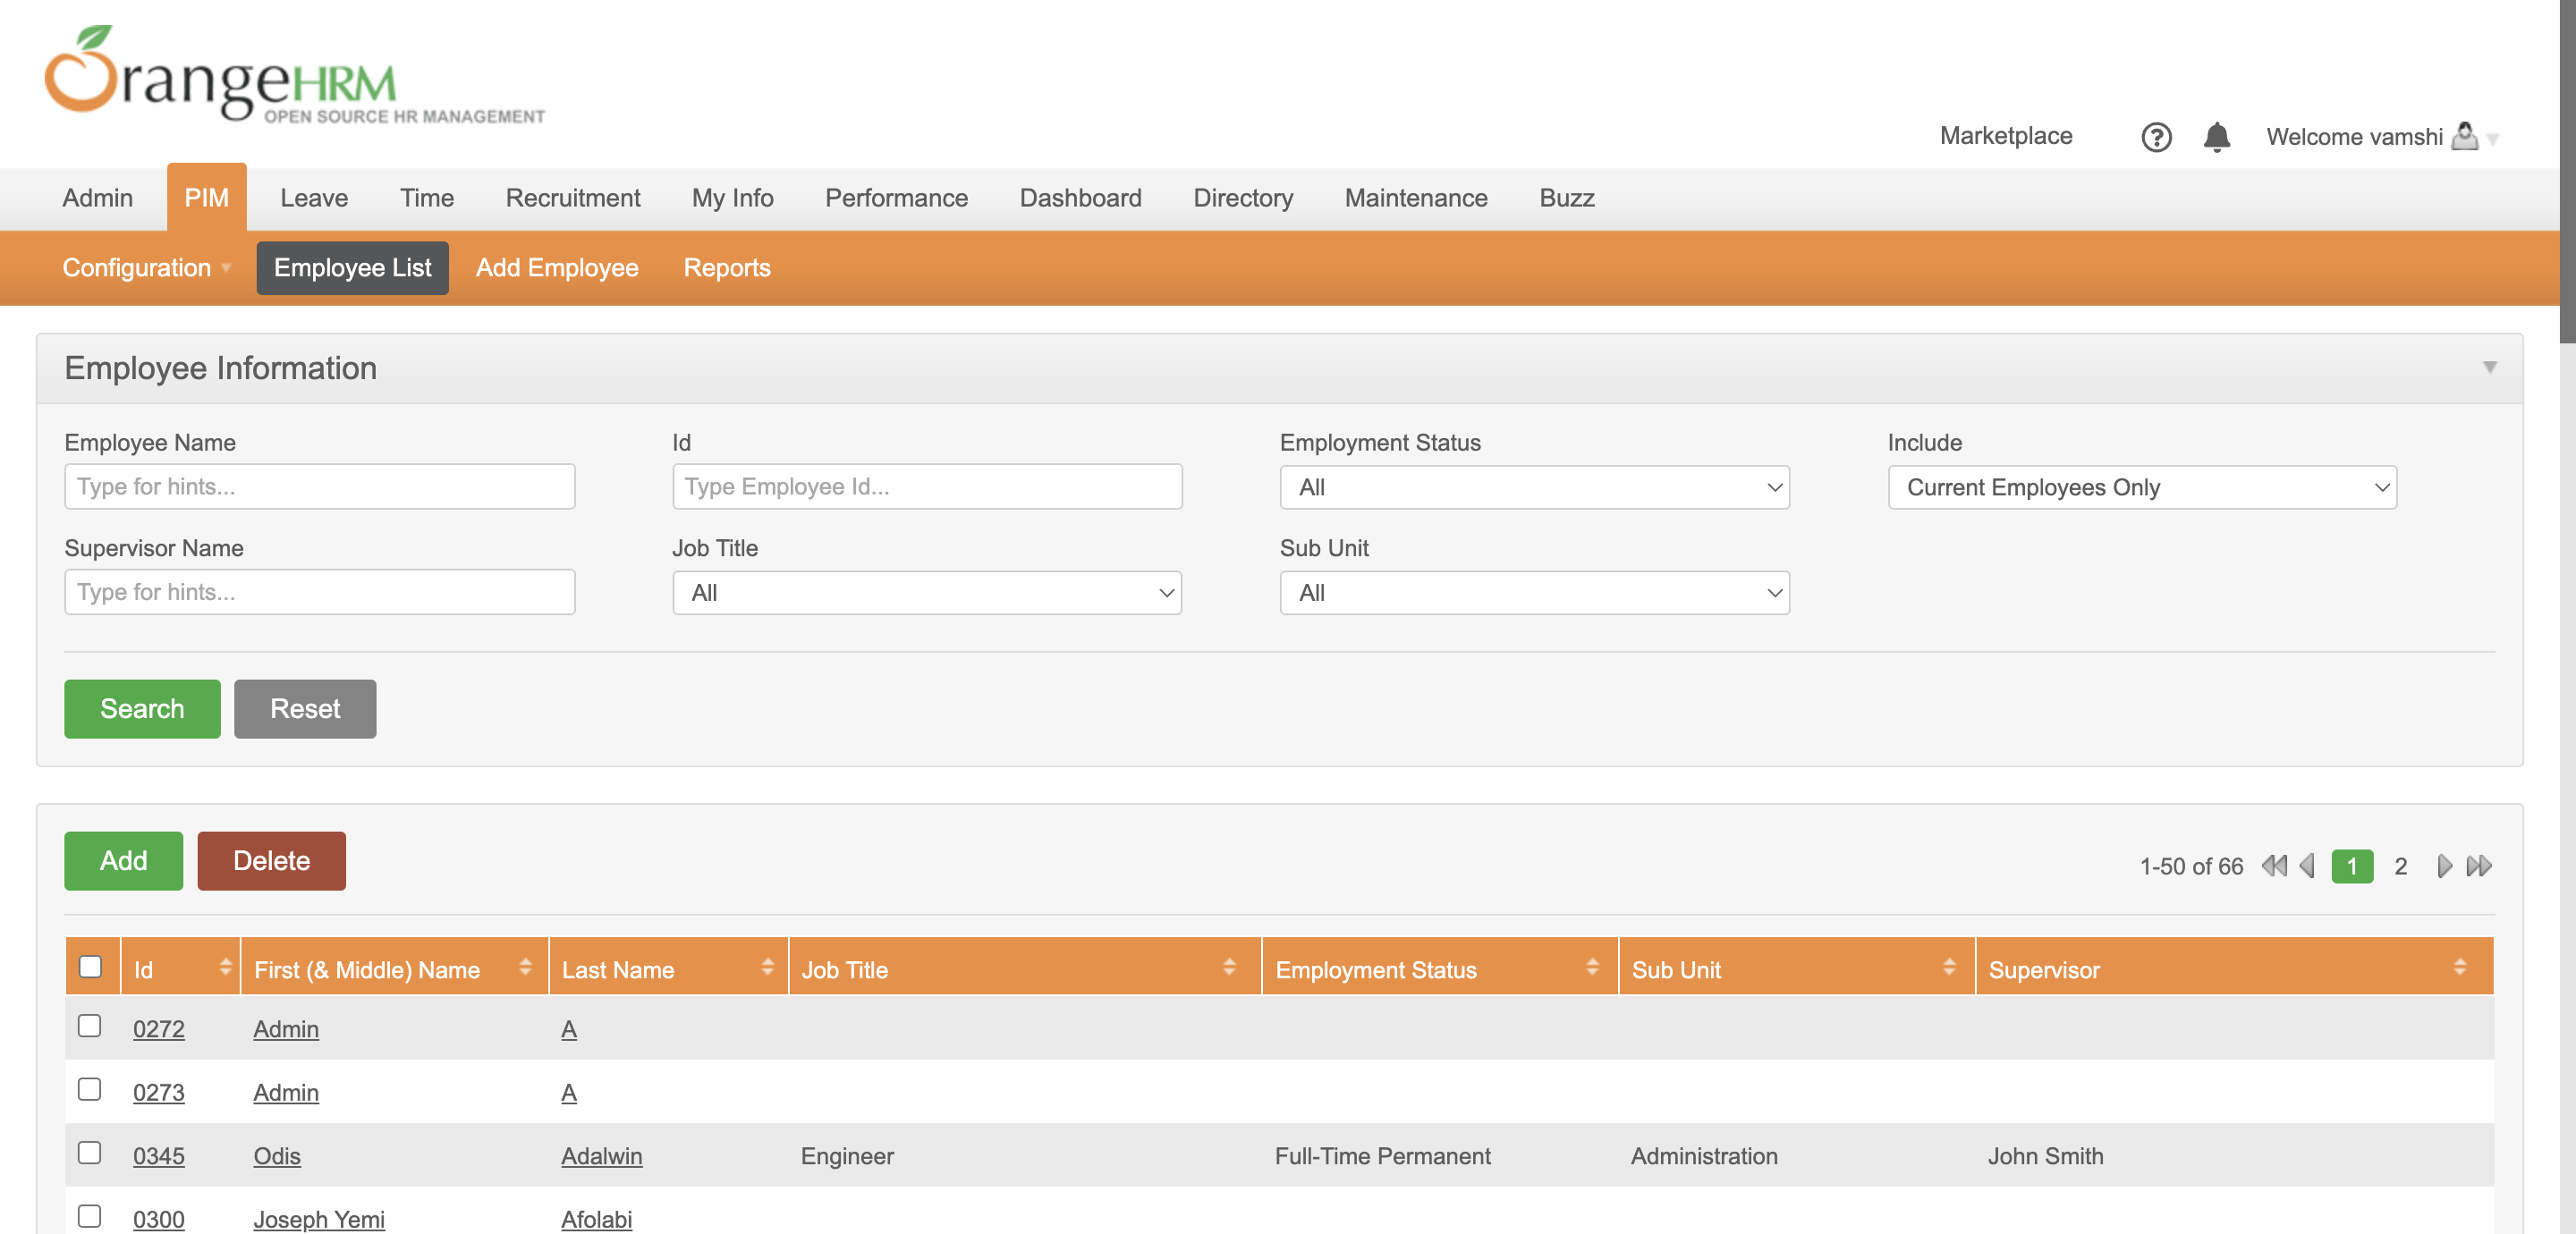 OrangeHRM
OPEN SOURCE HR MANAGEMENT
Marketplace ? Welcome vamshi
Admin PIM Leave Time Recruitment My Info Performance Dashboard Directory Maintenance Buzz
Configuration Employee List Add Employee Reports
Employee Information
Employee Name Id Employment Status Include
Type for hints... Type Employee Id... All Current Employees Only
Supervisor Name Job Title Sub Unit
Type for hints... All All
Search Reset
Add Delete 1-50 of 66 1 2
Id First (& Middle) Name Last Name Job Title Employment Status Sub Unit Supervisor
0272 Admin A
0273 Admin A
0345 Odis Adalwin Engineer Full-Time Permanent Administration John Smith
0300 Joseph Yemi Afolabi